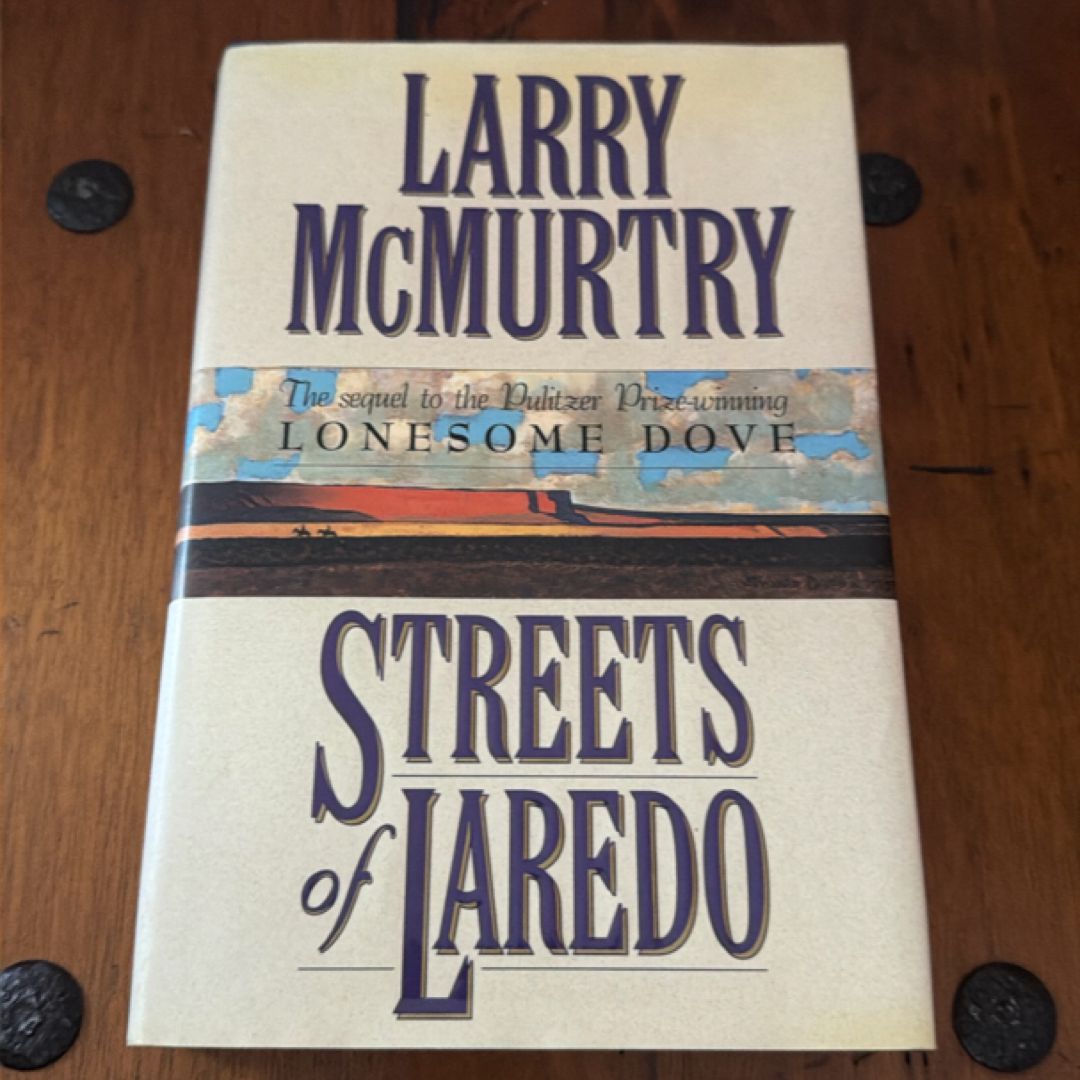 LARRY
MCMURTRY
The sequel to the Pulitzer Prize-winning
LONESOME DOVE
STREETS
of LAREDO